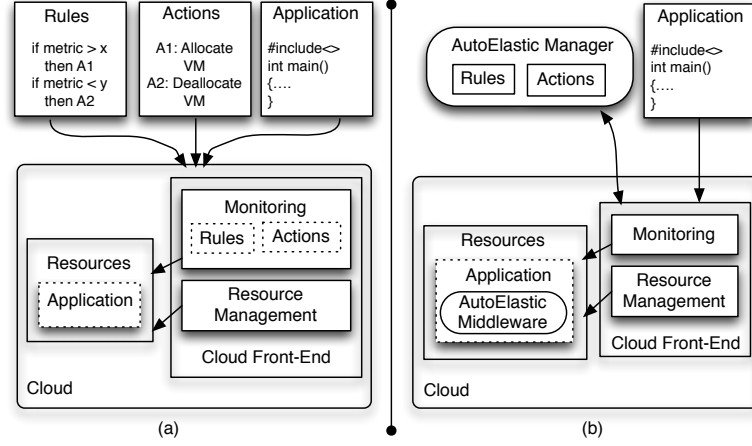 Rules
if metric > x
then A1
if metric < y
then A2
Actions
A1: Allocate
VM
A2: Deallocate
VM
Application
#include<>
int main()
{....
}
Monitoring
Rules
Actions
Resources
Application
Resource
Management
Cloud Front-End
Cloud
(a)
AutoElastic Manager
Rules
Actions
Application
#include<>
int main()
{....
}
Resources
Application
AutoElastic
Middleware
Monitoring
Resource
Management
Cloud Front-End
Cloud
(b)